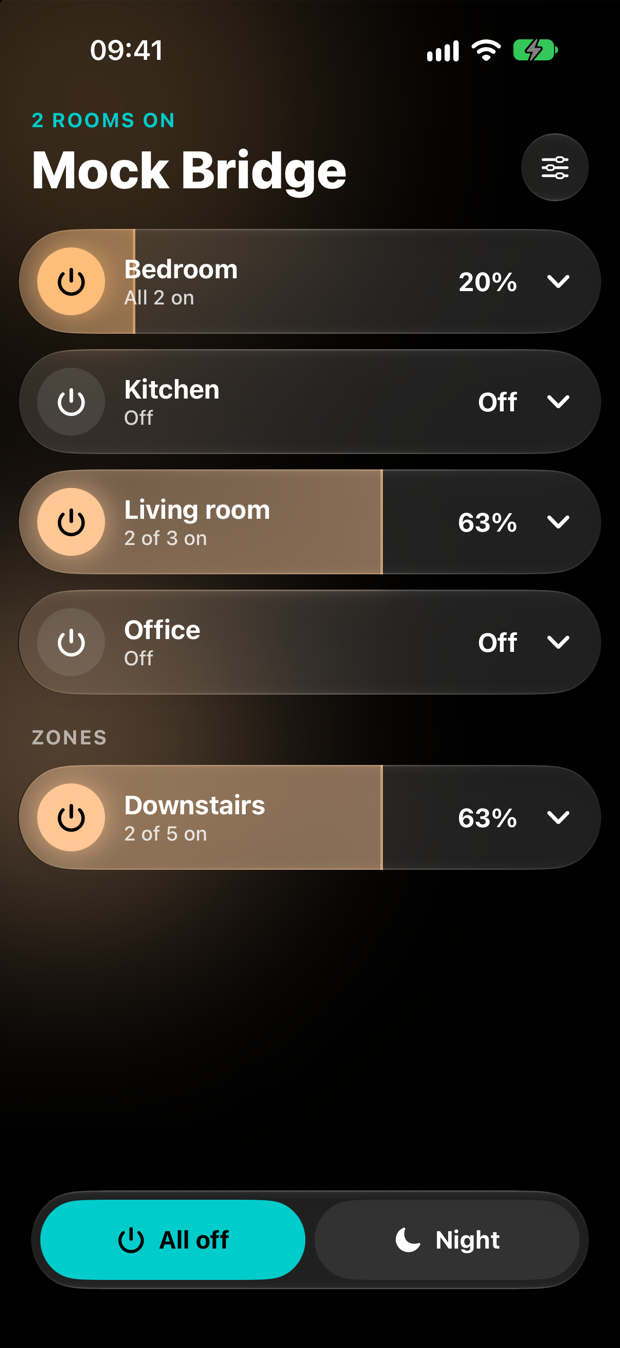 09:41
2 ROOMS ON
Mock Bridge
Bedroom
All 2 on
20%
Kitchen
Off
Off
Living room
2 of 3 on
63%
Office
Off
Off
ZONES
Downstairs
2 of 5 on
63%
All off
Night